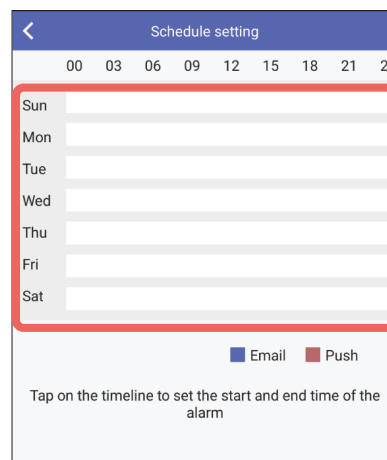 Schedule setting
00 03 06 09 12 15 18 21 2
Sun
Mon
Tue
Wed
Thu
Fri
Sat
Email Push
Tap on the timeline to set the start and end time of the
alarm